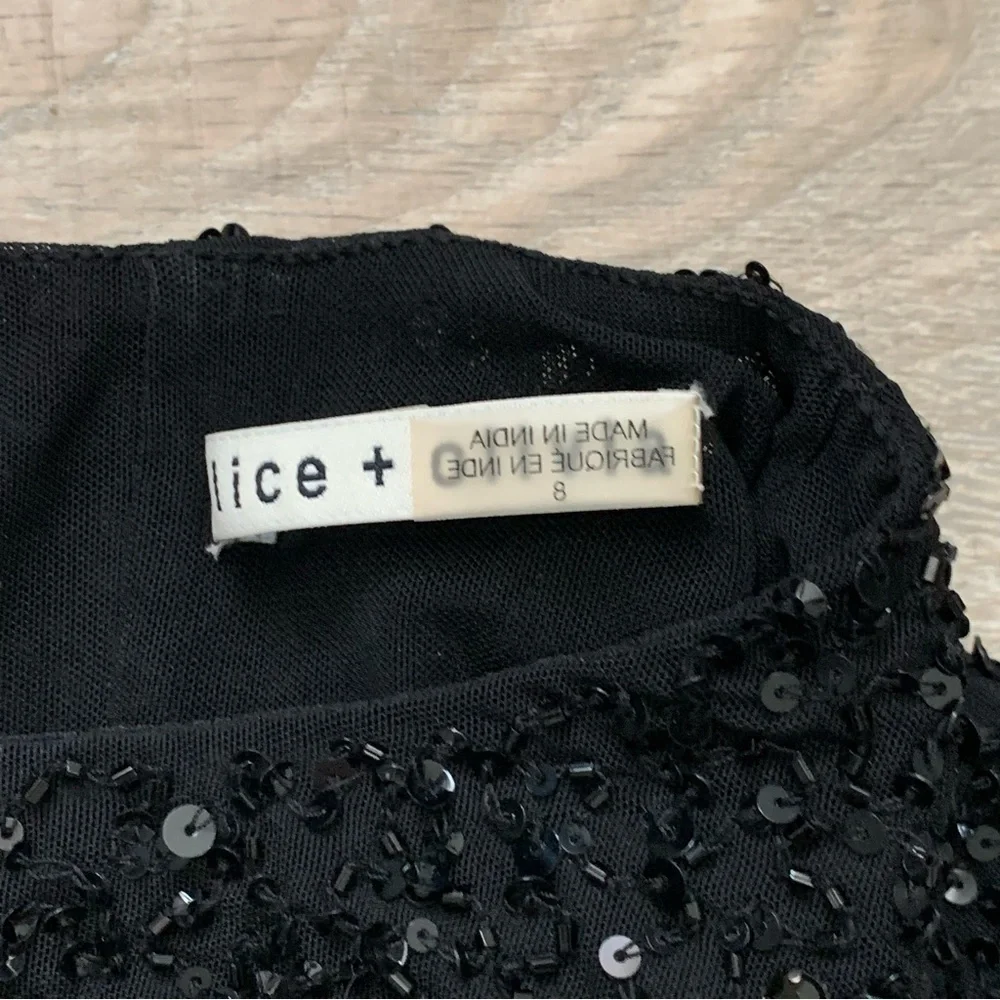 lice +
MADE IN INDIA
FABRIQUÉ EN INDE
8